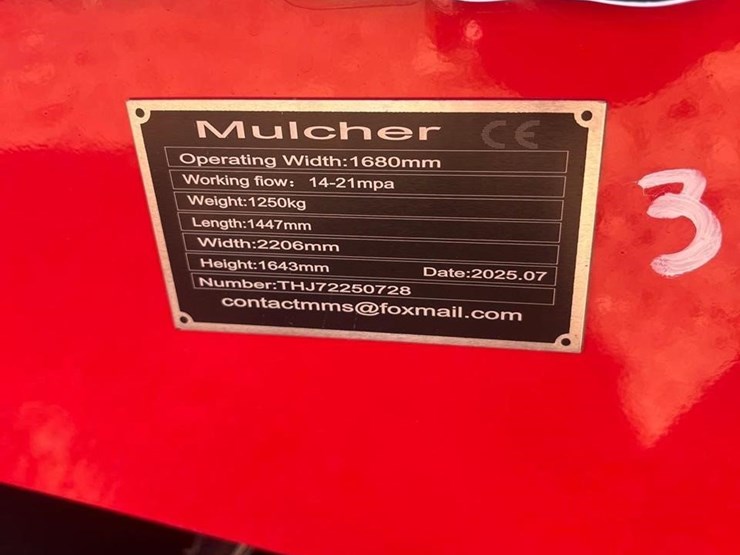 Mulcher CE
Operating Width:1680mm
Working flow: 14-21mpa
Weight:1250kg
Length:1447mm
Width:2206mm
Height:1643mm Date:2025.07
Number:THJ72250728
contactmms@foxmail.com
3